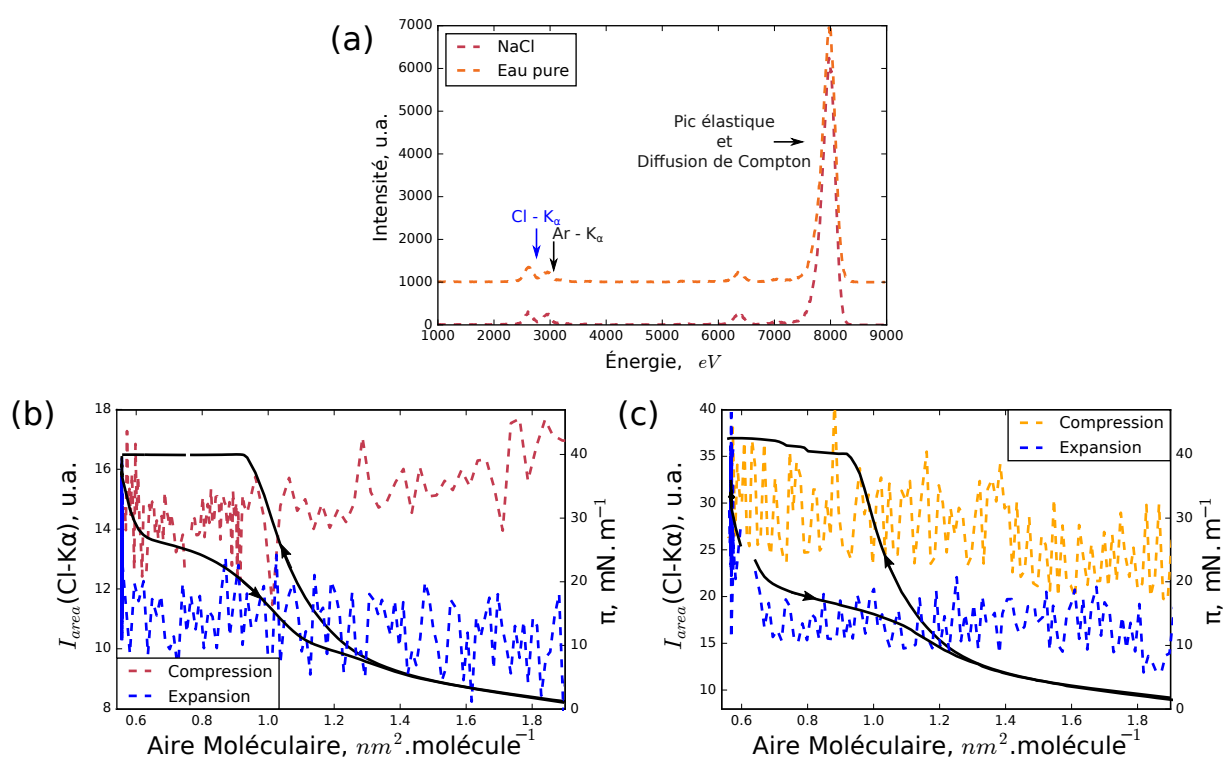 (a)
7000
6000
5000
4000
3000
2000
1000
0
Intensité, u.a.
NaCl
Eau pure
Pic élastique
et
Diffusion de Compton
Cl - Kα
Ar - Kα
1000 2000 3000 4000 5000 6000 7000 8000 9000
Énergie, eV
(b)
18
16
14
12
10
8
I_area(Cl-Kα), u.a.
Compression
Expansion
40
30
20
10
0
π, mN.m⁻¹
0.6 0.8 1.0 1.2 1.4 1.6 1.8
Aire Moléculaire, nm².molécule⁻¹
(c)
40
35
30
25
20
15
10
I_area(Cl-Kα), u.a.
Compression
Expansion
40
30
20
10
0
π, mN.m⁻¹
0.6 0.8 1.0 1.2 1.4 1.6 1.8
Aire Moléculaire, nm².molécule⁻¹